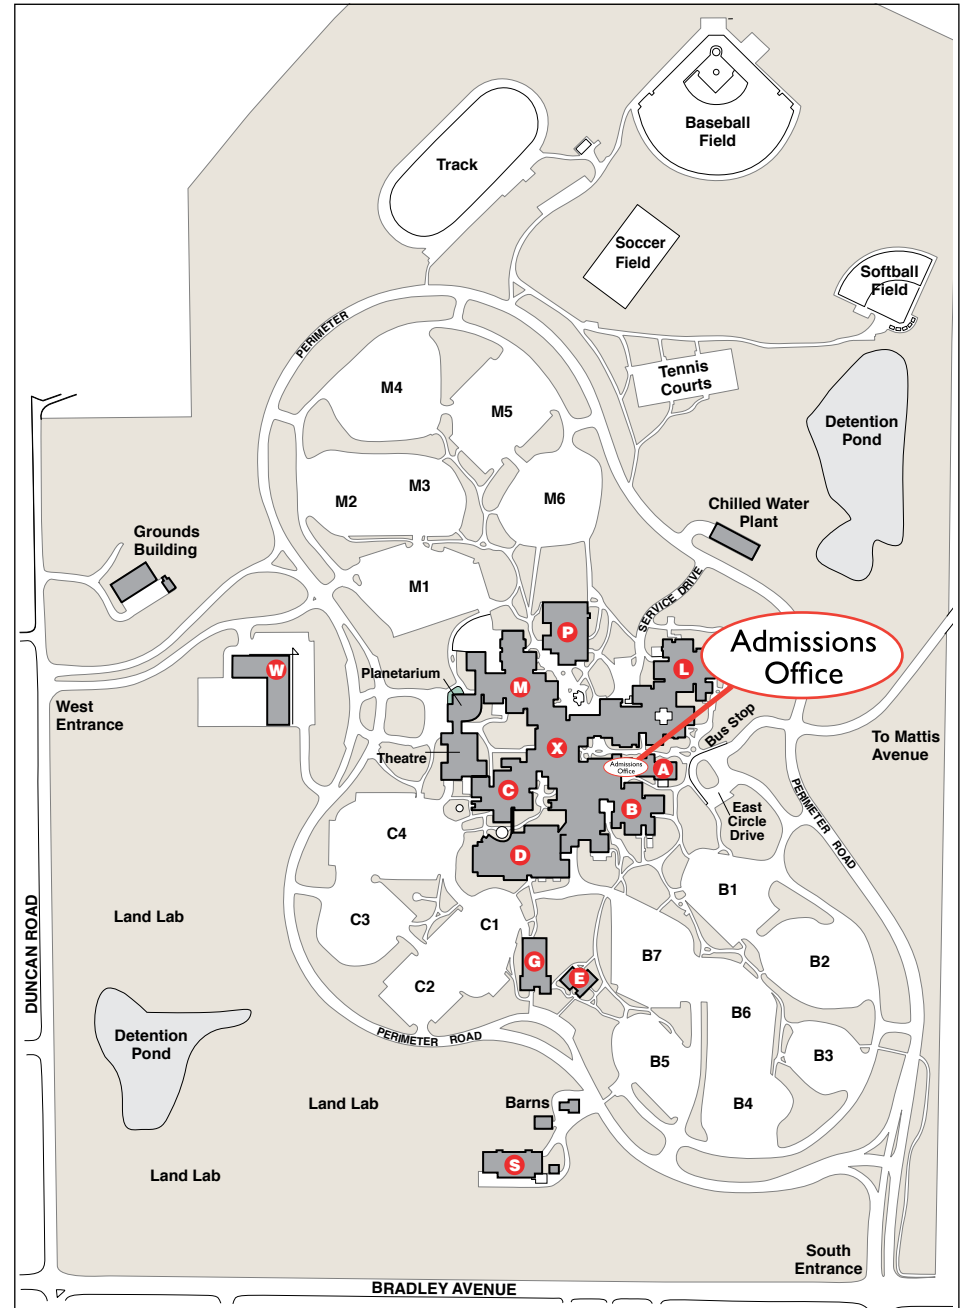 Baseball
Field
Track
Soccer
Field
Softball
Field
PERIMETER
Tennis
Courts
M4
M5
Detention
Pond
M3
M2
M6
Chilled Water
Plant
Grounds
Building
M1
SERVICE DRIVE
P
Admissions
Office
L
W
Planetarium
M
West
Entrance
Bus Stop
To Mattis
Avenue
X
Theatre
Admissions
Office
A
C
B
East
Circle
Drive
PERIMETER ROAD
C4
D
B1
DUNCAN ROAD
Land Lab
C3
C1
B7
B2
G
E
C2
B6
Detention
Pond
PERIMETER ROAD
B5
B3
Land Lab
Barns
B4
S
Land Lab
South
Entrance
BRADLEY AVENUE